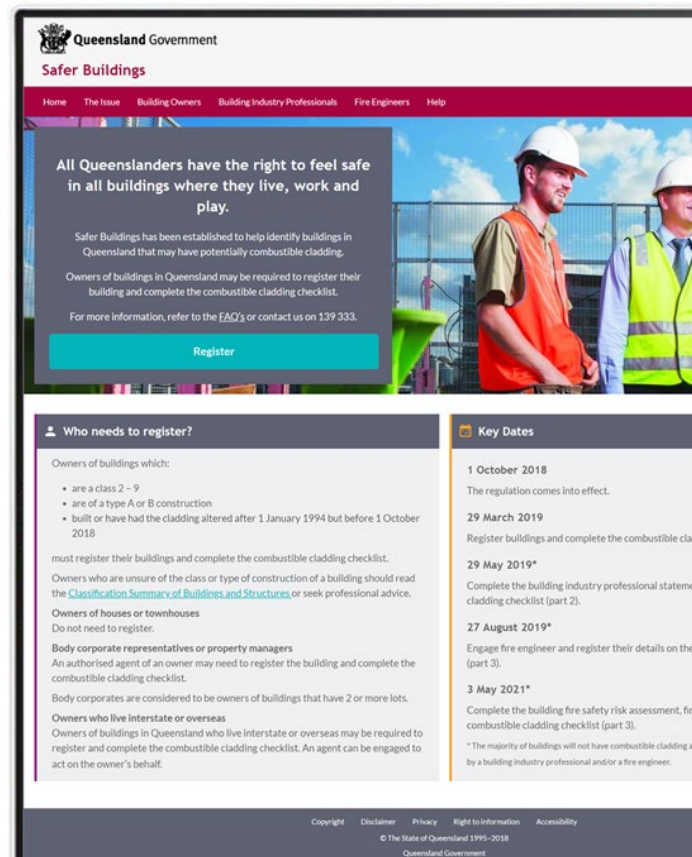 Queensland Government
Safer Buildings
Home The Issue Building Owners Building Industry Professionals Fire Engineers Help
All Queenslanders have the right to feel safe
in all buildings where they live, work and
play.
Safer Buildings has been established to help identify buildings in
Queensland that may have potentially combustible cladding.
Owners of buildings in Queensland may be required to register their
building and complete the combustible cladding checklist.
For more information, refer to the FAQ's or contact us on 139 333.
Register
Who needs to register?
Owners of buildings which:
• are a class 2 – 9
• are of a type A or B construction
• built or have had the cladding altered after 1 January 1994 but before 1 October
2018
must register their buildings and complete the combustible cladding checklist.
Owners who are unsure of the class or type of construction of a building should read
the Classification Summary of Buildings and Structures or seek professional advice.
Owners of houses or townhouses
Do not need to register.
Body corporate representatives or property managers
An authorised agent of an owner may need to register the building and complete the
combustible cladding checklist.
Body corporates are considered to be owners of buildings that have 2 or more lots.
Owners who live interstate or overseas
Owners of buildings in Queensland who live interstate or overseas may be required to
register and complete the combustible cladding checklist. An agent can be engaged to
act on the owner's behalf.
Key Dates
1 October 2018
The regulation comes into effect.
29 March 2019
Register buildings and complete the combustible cla
29 May 2019*
Complete the building industry professional stateme
cladding checklist (part 2).
27 August 2019*
Engage fire engineer and register their details on the
(part 3).
3 May 2021*
Complete the building fire safety risk assessment, fir
combustible cladding checklist (part 3).
* The majority of buildings will not have combustible cladding a
by a building industry professional and/or a fire engineer.
Copyright Disclaimer Privacy Right to information Accessibility
© The State of Queensland 1995–2018
Queensland Government